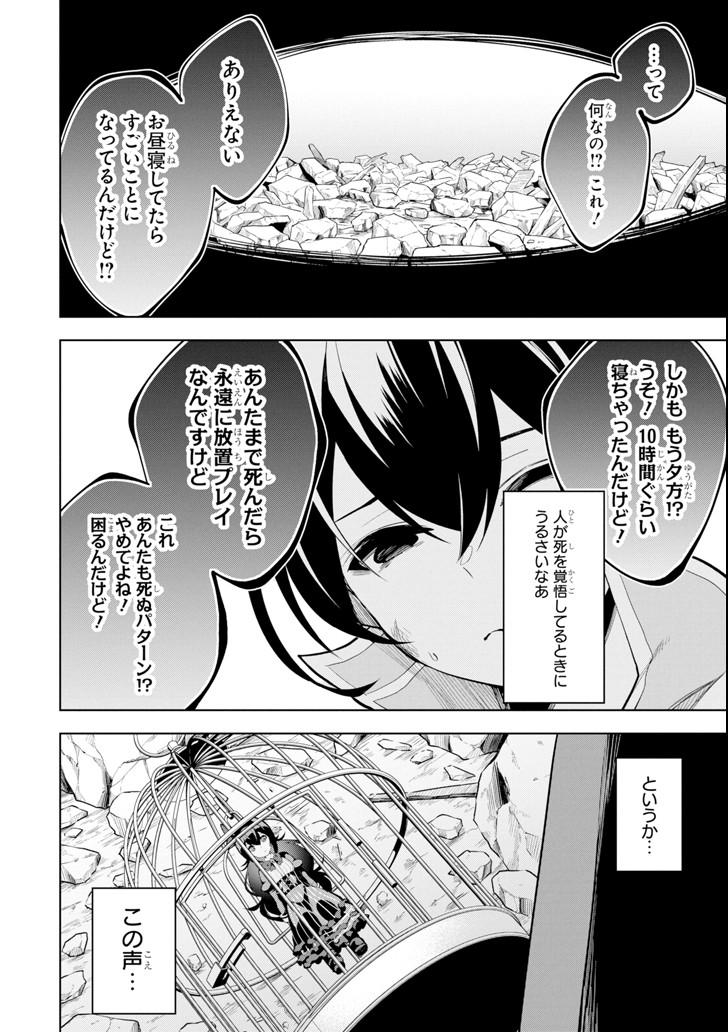 …って
何なの!?これ!
ありえない
お昼寝してたら
すごいことに
なってるんだけど!?
しかも もう夕方!?
うそ! 10時間ぐらい
寝ちゃったんだけど!
人が死を覚悟してるときに
うるさいなあ
あんたまで死んだら
永遠に放置プレイ
なんですけど
これ
あんたも死ぬパターン!?
やめてよね!
困るんだけど!
というか…
この声…